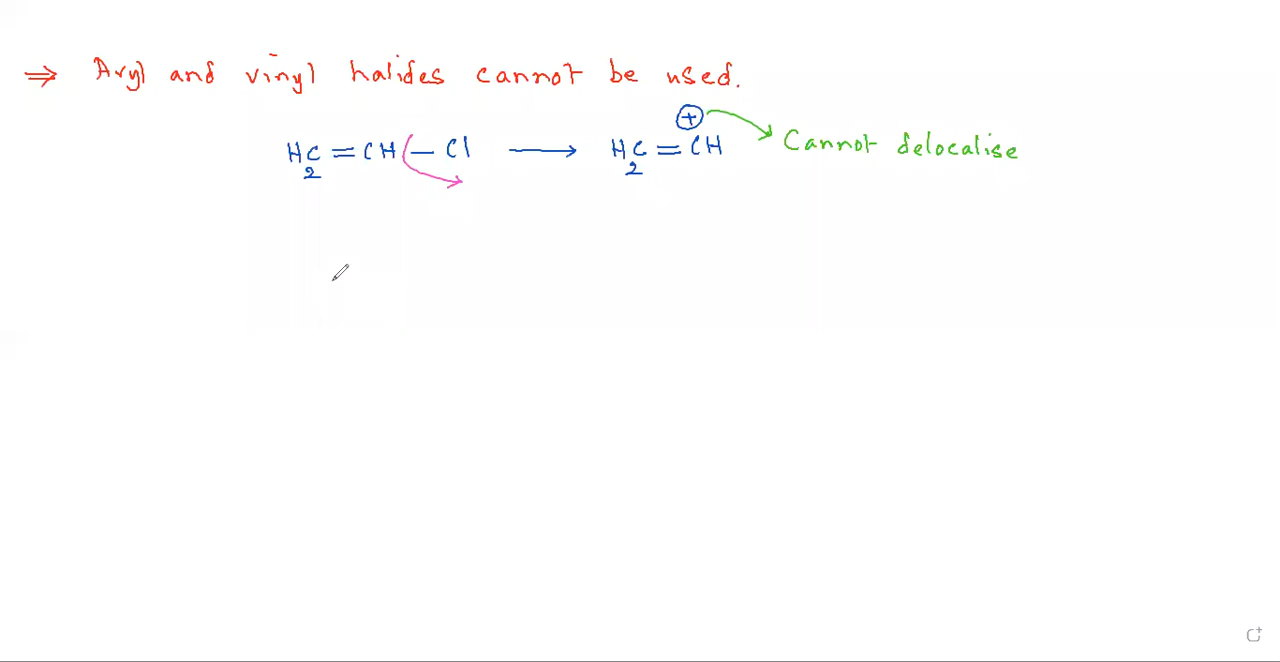 ⇒ Aryl and vinyl halides cannot be used.
H₂C = CH — Cl ⟶ H₂C = CH ⊕ Cannot delocalise